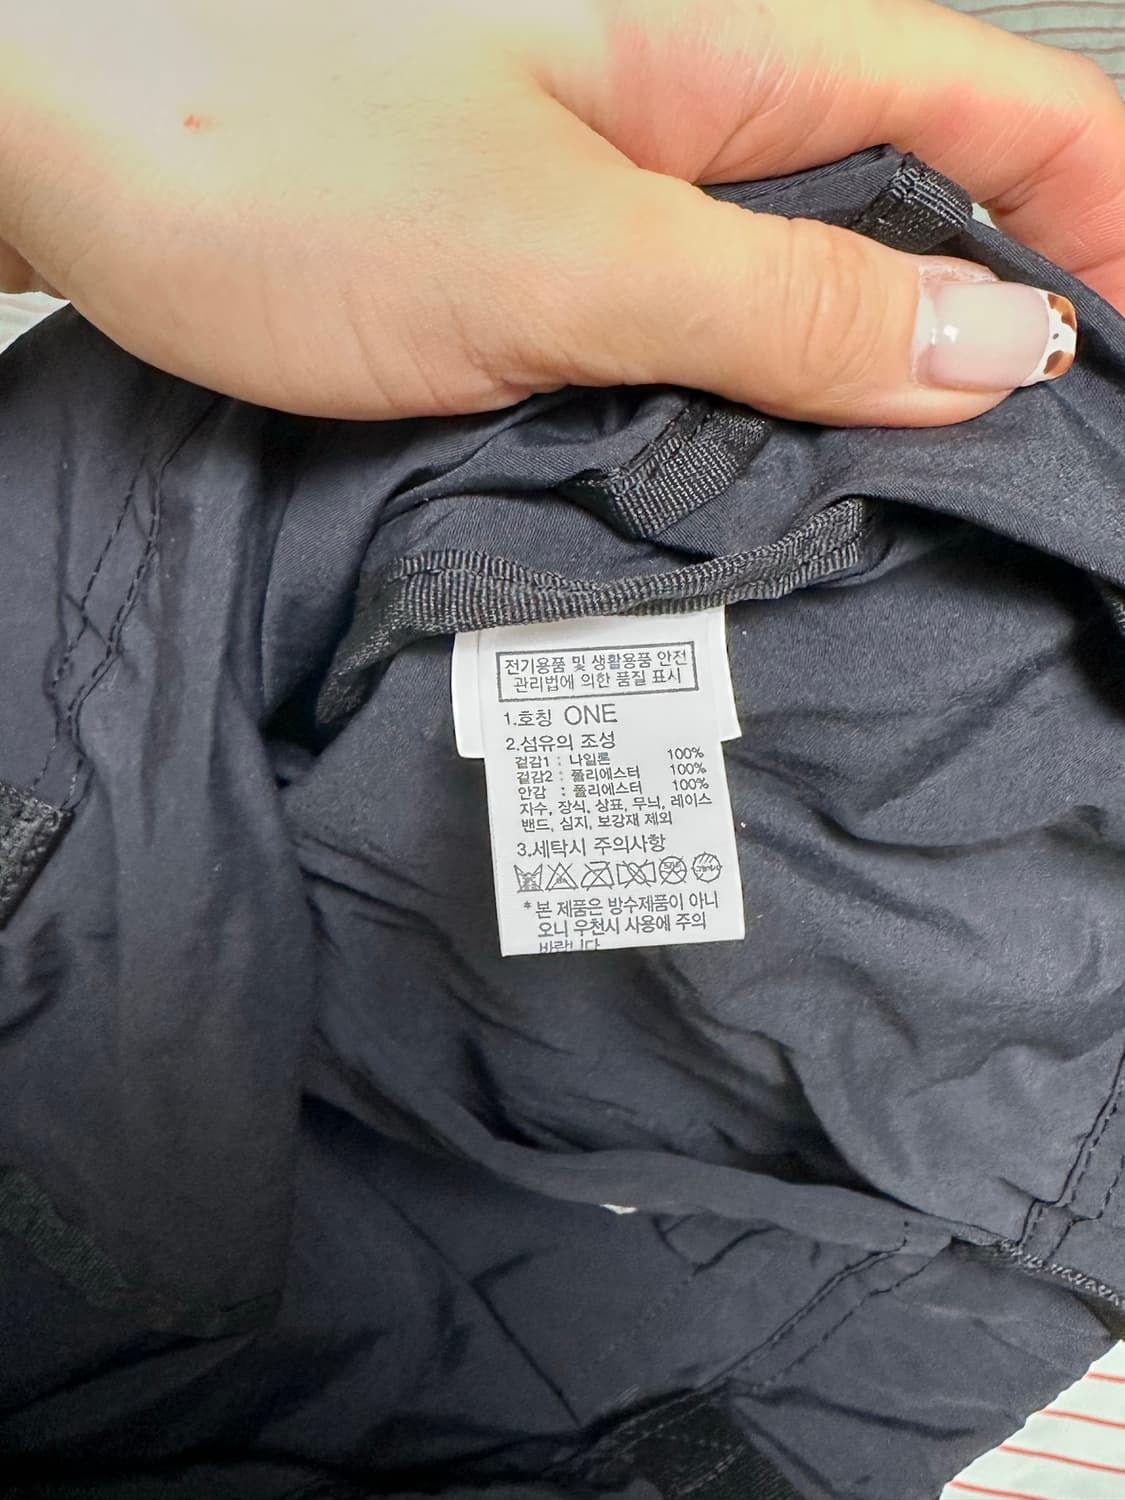 전기용품 및 생활용품 안전
관리법에 의한 품질 표시
1.호칭 ONE
2.섬유의 조성
겉감1 : 나일론 100%
겉감2 : 폴리에스터 100%
안감 : 폴리에스터 100%
지수, 장식, 상표, 무늬, 레이스
밴드, 심지, 보강재 제외
3.세탁시 주의사항
* 본 제품은 방수제품이 아니
오니 우천시 사용에 주의
바랍니다